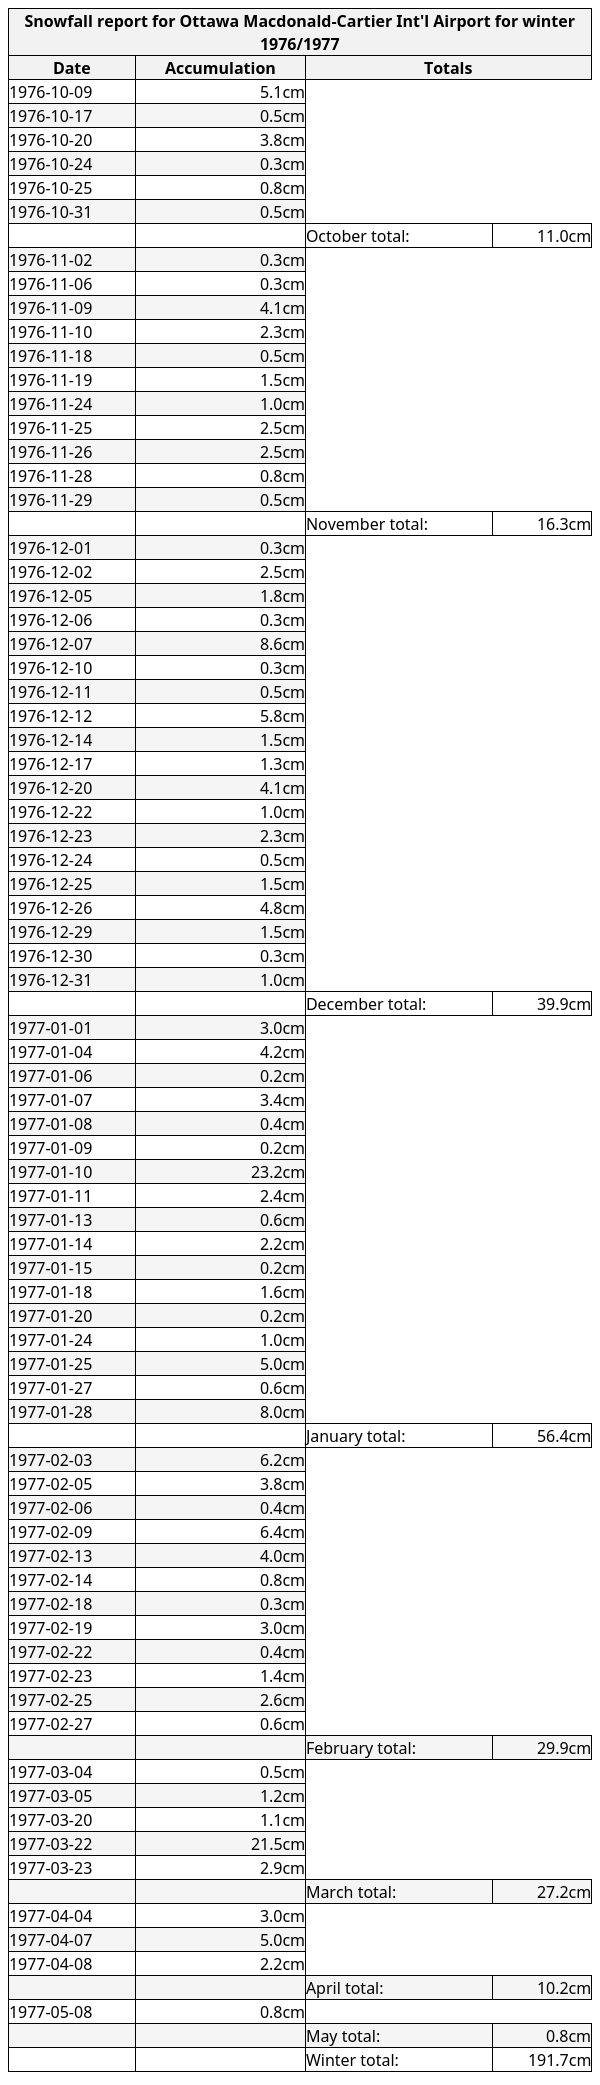 Snowfall report for Ottawa Macdonald-Cartier Int'l Airport for winter
1976/1977
Date Accumulation Totals
1976-10-09 5.1cm
1976-10-17 0.5cm
1976-10-20 3.8cm
1976-10-24 0.3cm
1976-10-25 0.8cm
1976-10-31 0.5cm
October total: 11.0cm
1976-11-02 0.3cm
1976-11-06 0.3cm
1976-11-09 4.1cm
1976-11-10 2.3cm
1976-11-18 0.5cm
1976-11-19 1.5cm
1976-11-24 1.0cm
1976-11-25 2.5cm
1976-11-26 2.5cm
1976-11-28 0.8cm
1976-11-29 0.5cm
November total: 16.3cm
1976-12-01 0.3cm
1976-12-02 2.5cm
1976-12-05 1.8cm
1976-12-06 0.3cm
1976-12-07 8.6cm
1976-12-10 0.3cm
1976-12-11 0.5cm
1976-12-12 5.8cm
1976-12-14 1.5cm
1976-12-17 1.3cm
1976-12-20 4.1cm
1976-12-22 1.0cm
1976-12-23 2.3cm
1976-12-24 0.5cm
1976-12-25 1.5cm
1976-12-26 4.8cm
1976-12-29 1.5cm
1976-12-30 0.3cm
1976-12-31 1.0cm
December total: 39.9cm
1977-01-01 3.0cm
1977-01-04 4.2cm
1977-01-06 0.2cm
1977-01-07 3.4cm
1977-01-08 0.4cm
1977-01-09 0.2cm
1977-01-10 23.2cm
1977-01-11 2.4cm
1977-01-13 0.6cm
1977-01-14 2.2cm
1977-01-15 0.2cm
1977-01-18 1.6cm
1977-01-20 0.2cm
1977-01-24 1.0cm
1977-01-25 5.0cm
1977-01-27 0.6cm
1977-01-28 8.0cm
January total: 56.4cm
1977-02-03 6.2cm
1977-02-05 3.8cm
1977-02-06 0.4cm
1977-02-09 6.4cm
1977-02-13 4.0cm
1977-02-14 0.8cm
1977-02-18 0.3cm
1977-02-19 3.0cm
1977-02-22 0.4cm
1977-02-23 1.4cm
1977-02-25 2.6cm
1977-02-27 0.6cm
February total: 29.9cm
1977-03-04 0.5cm
1977-03-05 1.2cm
1977-03-20 1.1cm
1977-03-22 21.5cm
1977-03-23 2.9cm
March total: 27.2cm
1977-04-04 3.0cm
1977-04-07 5.0cm
1977-04-08 2.2cm
April total: 10.2cm
1977-05-08 0.8cm
May total: 0.8cm
Winter total: 191.7cm